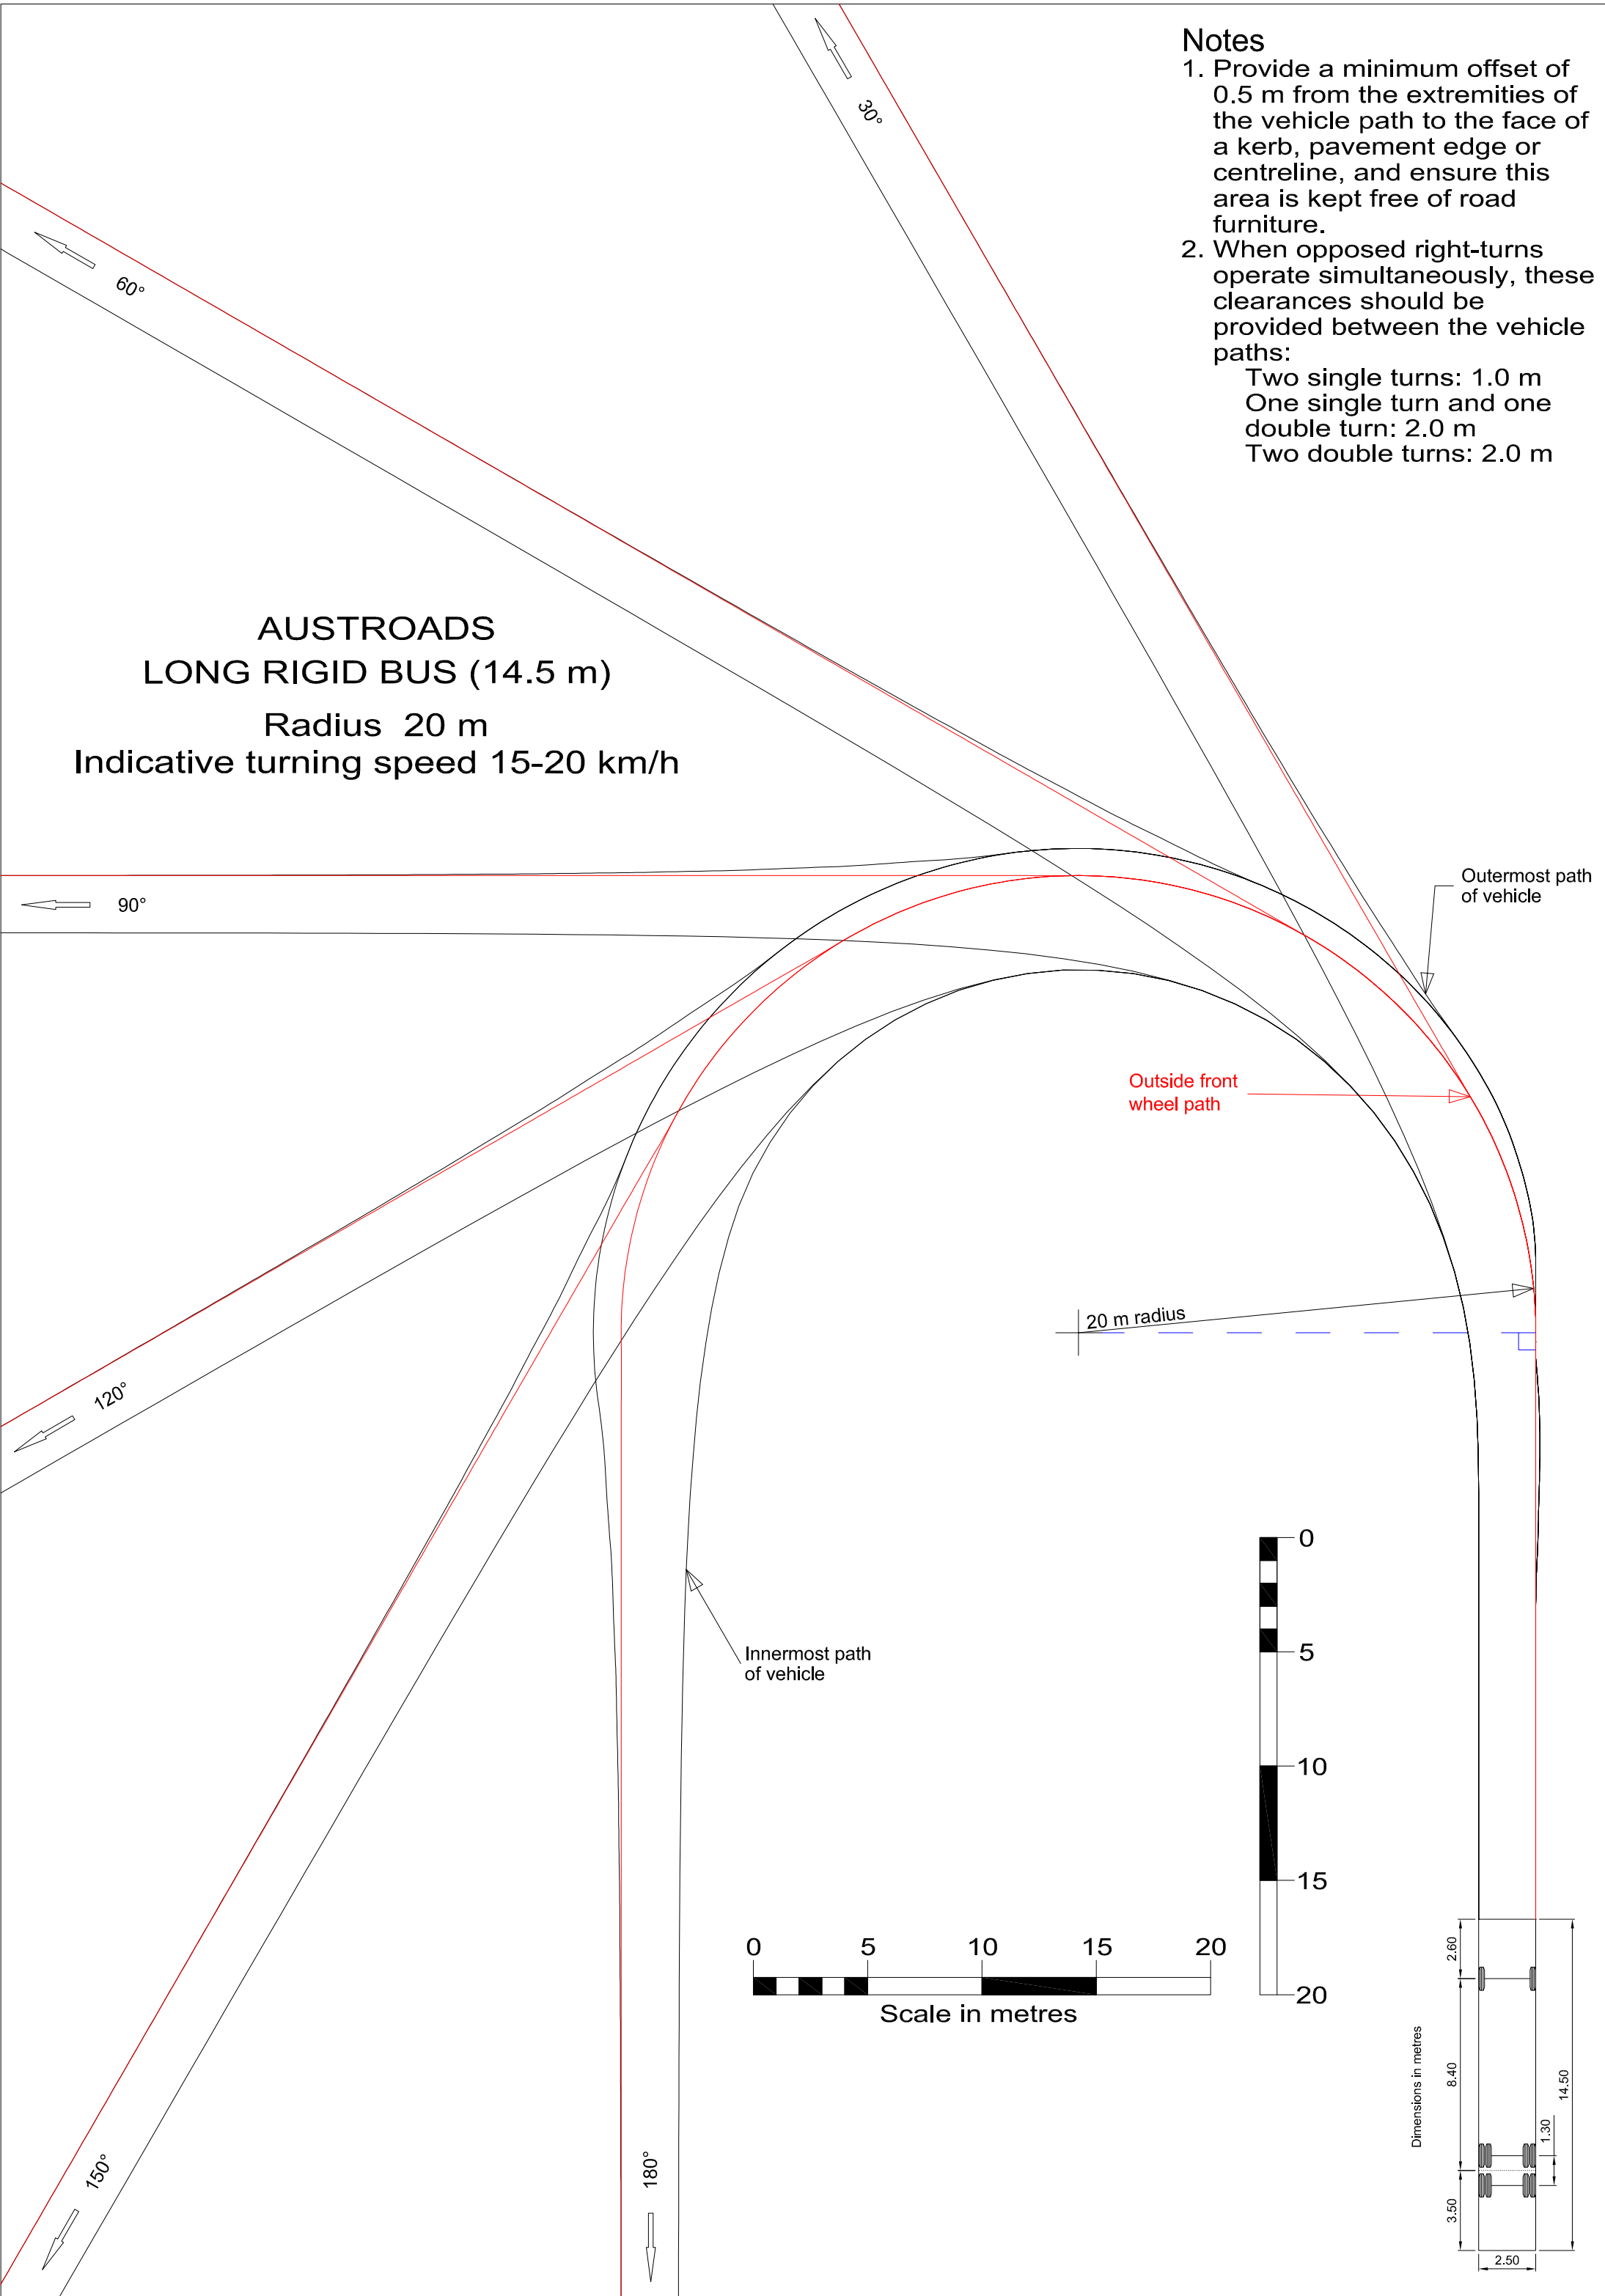 Notes
1. Provide a minimum offset of
0.5 m from the extremities of
the vehicle path to the face of
a kerb, pavement edge or
centreline, and ensure this
area is kept free of road
furniture.
2. When opposed right-turns
operate simultaneously, these
clearances should be
provided between the vehicle
paths:
Two single turns: 1.0 m
One single turn and one
double turn: 2.0 m
Two double turns: 2.0 m
30°
60°
AUSTROADS
LONG RIGID BUS (14.5 m)
Radius 20 m
Indicative turning speed 15-20 km/h
90°
Outermost path
of vehicle
Outside front
wheel path
20 m radius
120°
Innermost path
of vehicle
0
5
10
15
20
0
5
10
15
20
Scale in metres
150°
180°
Dimensions in metres
2.60
8.40
3.50
14.50
1.30
2.50